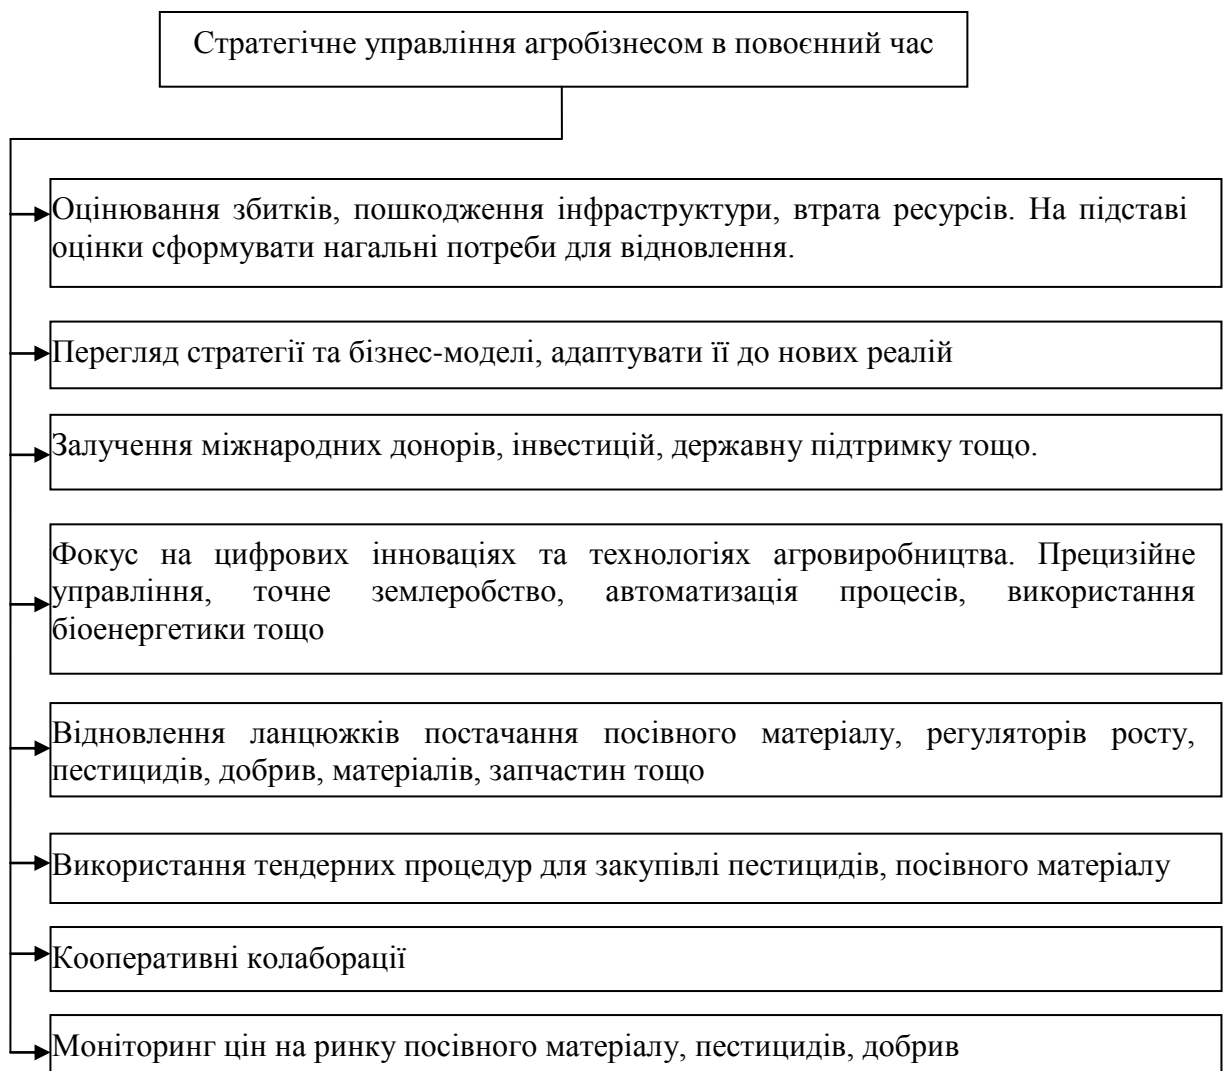 Стратегічне управління агробізнесом в повоєнний час
Оцінювання збитків, пошкодження інфраструктури, втрата ресурсів. На підставі
оцінки сформувати нагальні потреби для відновлення.
Перегляд стратегії та бізнес-моделі, адаптувати її до нових реалій
Залучення міжнародних донорів, інвестицій, державну підтримку тощо.
Фокус на цифрових інноваціях та технологіях агровиробництва. Прецизійне
управління, точне землеробство, автоматизація процесів, використання
біоенергетики тощо
Відновлення ланцюжків постачання посівного матеріалу, регуляторів росту,
пестицидів, добрив, матеріалів, запчастин тощо
Використання тендерних процедур для закупівлі пестицидів, посівного матеріалу
Кооперативні колаборації
Моніторинг цін на ринку посівного матеріалу, пестицидів, добрив